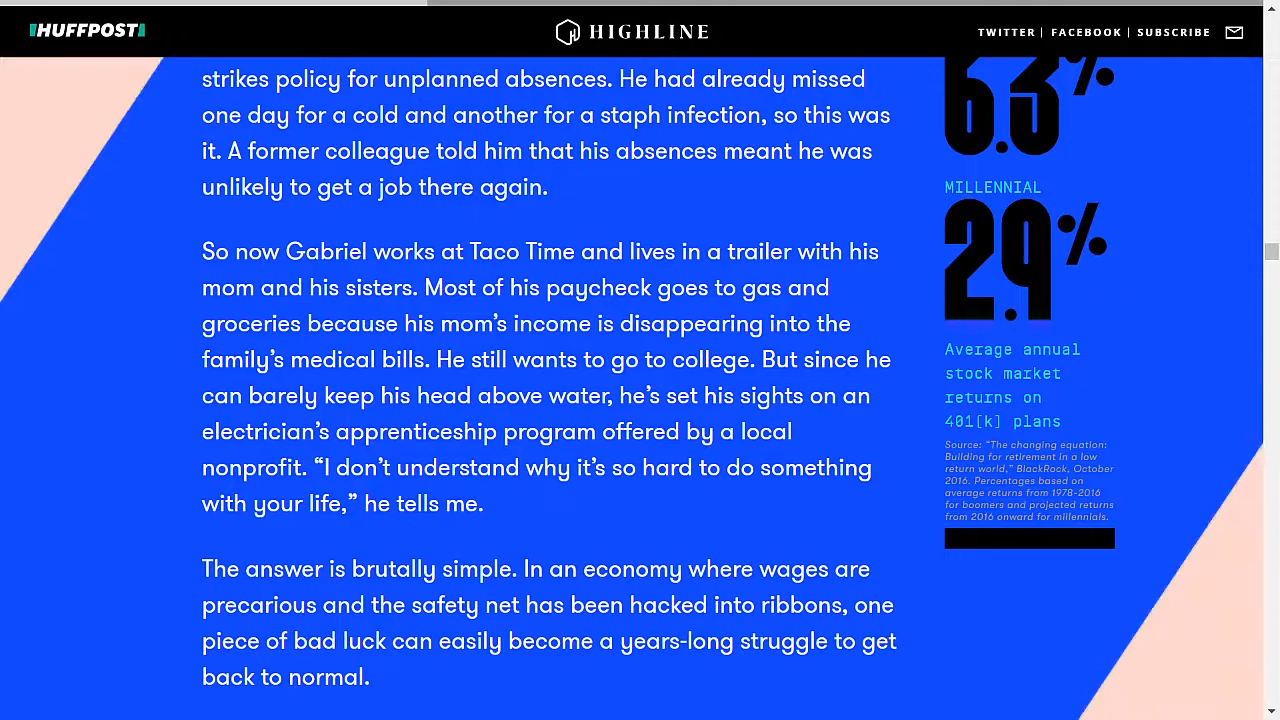 HUFFPOST
HIGHLINE
TWITTER | FACEBOOK | SUBSCRIBE
strikes policy for unplanned absences. He had already missed
one day for a cold and another for a staph infection, so this was
it. A former colleague told him that his absences meant he was
unlikely to get a job there again.
So now Gabriel works at Taco Time and lives in a trailer with his
mom and his sisters. Most of his paycheck goes to gas and
groceries because his mom’s income is disappearing into the
family’s medical bills. He still wants to go to college. But since he
can barely keep his head above water, he’s set his sights on an
electrician’s apprenticeship program offered by a local
nonprofit. “I don’t understand why it’s so hard to do something
with your life,” he tells me.
The answer is brutally simple. In an economy where wages are
precarious and the safety net has been hacked into ribbons, one
piece of bad luck can easily become a years-long struggle to get
back to normal.
6.3%
MILLENNIAL
2.9%
Average annual
stock market
returns on
401(k) plans
Source: “The changing equation:
Building for retirement in a low
return world,” BlackRock, October
2016. Percentages based on
average returns from 1978-2016
for boomers and projected returns
from 2016 onward for millennials.